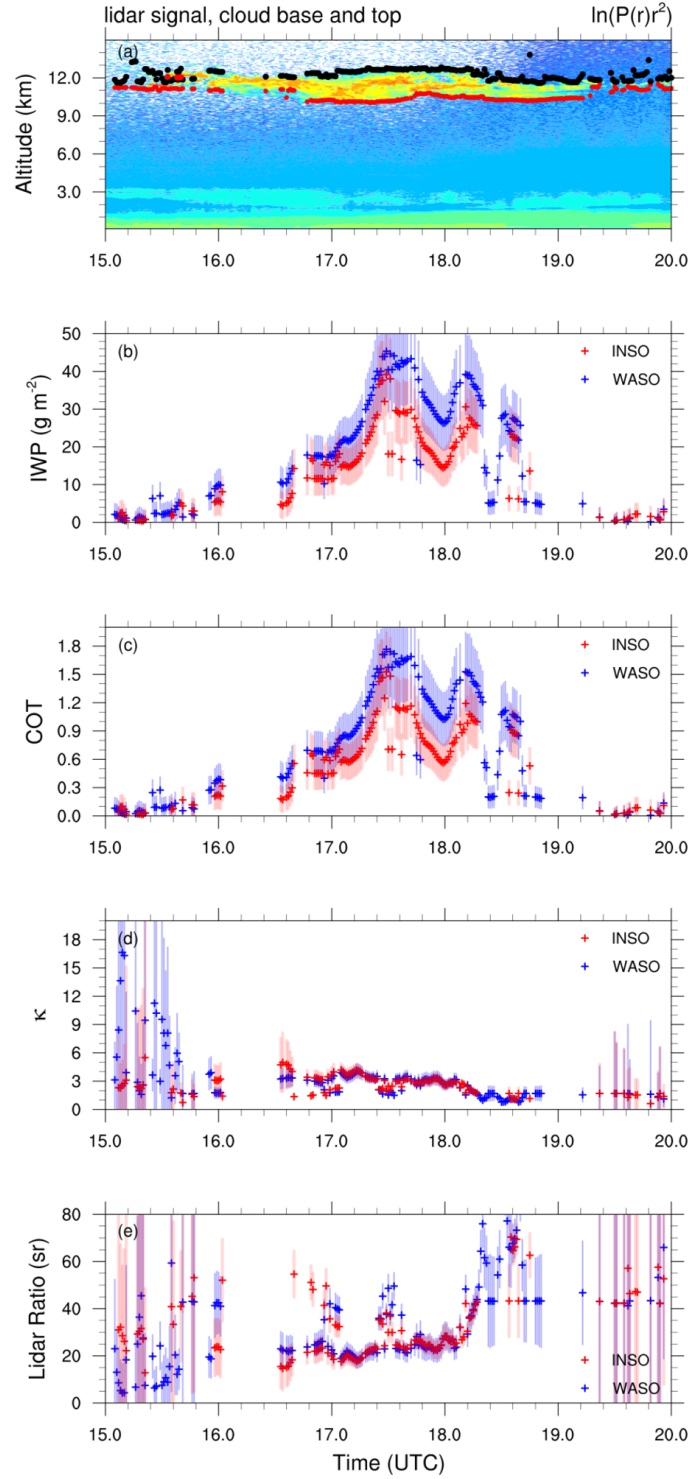 lidar signal, cloud base and top ln(P(r)r²)
(a)
12.0
9.0
6.0
3.0
Altitude (km)
15.0 16.0 17.0 18.0 19.0 20.0
(b)
INSO
WASO
50
40
30
20
10
0
IWP (g m⁻²)
15.0 16.0 17.0 18.0 19.0 20.0
(c)
INSO
WASO
1.8
1.5
1.2
0.9
0.6
0.3
0.0
COT
15.0 16.0 17.0 18.0 19.0 20.0
(d)
INSO
WASO
18
15
12
9
6
3
0
κ
15.0 16.0 17.0 18.0 19.0 20.0
(e)
80
60
40
20
0
Lidar Ratio (sr)
INSO
WASO
15.0 16.0 17.0 18.0 19.0 20.0
Time (UTC)